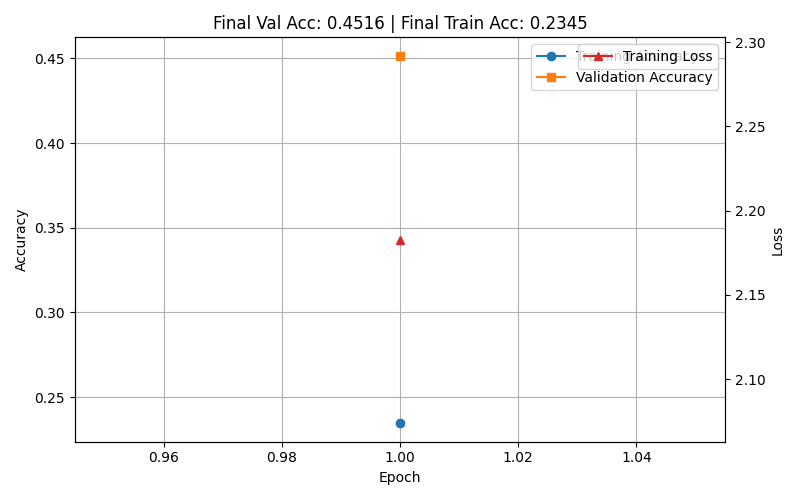 Final Val Acc: 0.4516 | Final Train Acc: 0.2345
Training Loss
Validation Accuracy
0.45
0.40
0.35
0.30
0.25
Accuracy
2.30
2.25
2.20
2.15
2.10
Loss
0.96 0.98 1.00 1.02 1.04
Epoch